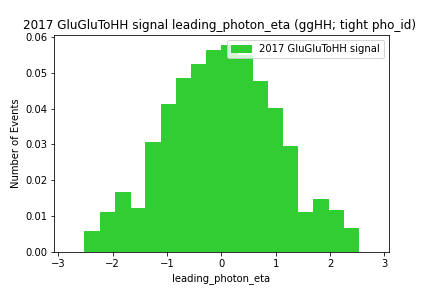 2017 GluGluToHH signal leading_photon_eta (ggHH; tight pho_id)
2017 GluGluToHH signal
Number of Events
0.06
0.05
0.04
0.03
0.02
0.01
0.00
−3 −2 −1 0 1 2 3
leading_photon_eta